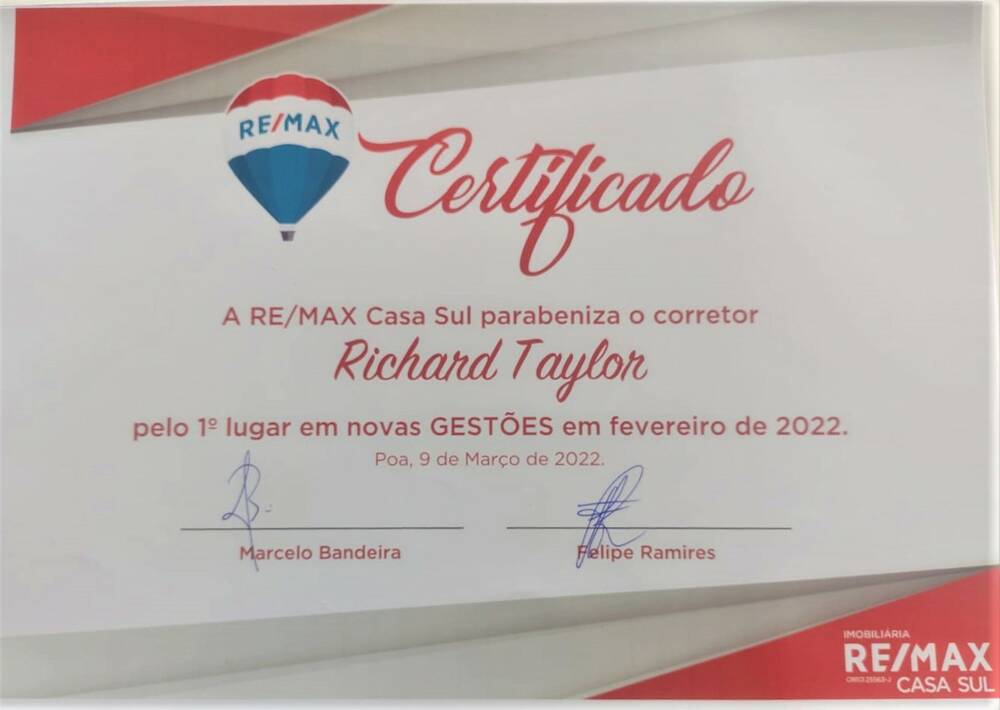 RE/MAX
Certificado
A RE/MAX Casa Sul parabeniza o corretor
Richard Taylor
pelo 1º lugar em novas GESTÕES em fevereiro de 2022.
Poa, 9 de Março de 2022.
Marcelo Bandeira
Felipe Ramires
IMOBILIÁRIA
RE/MAX
CASA SUL